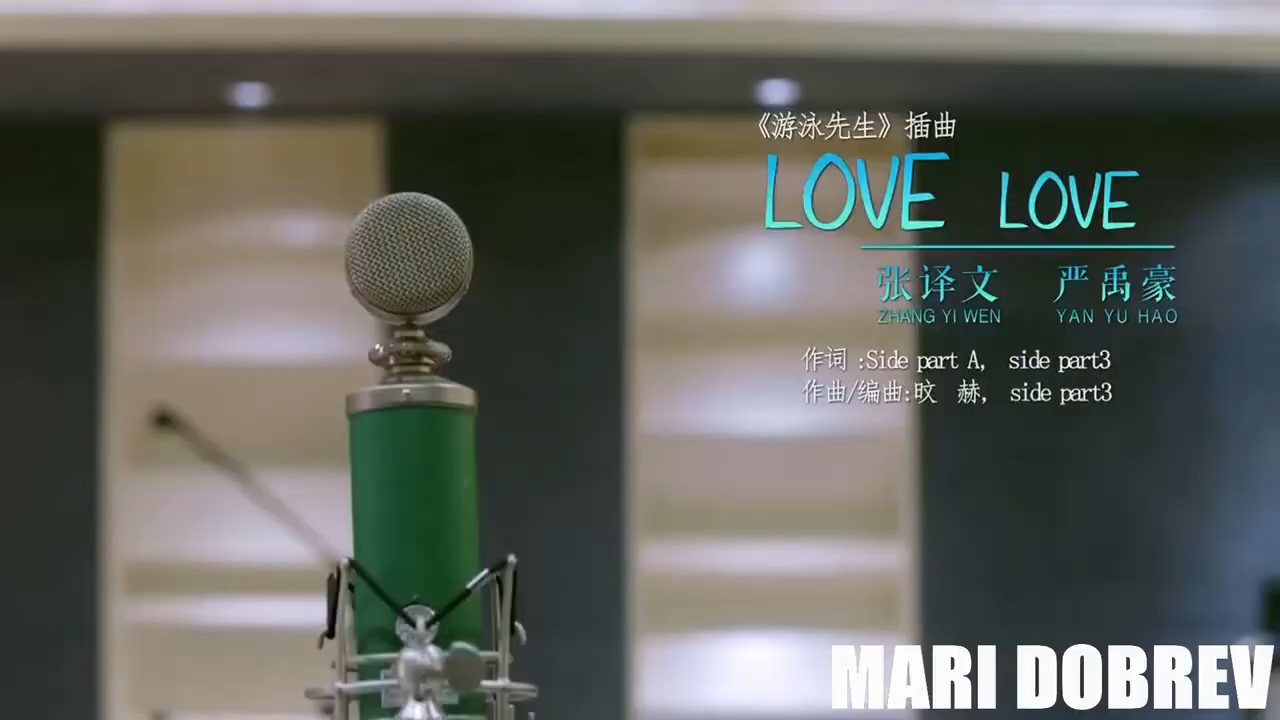 《游泳先生》插曲
LOVE LOVE
张译文 严禹豪
ZHANG YI WEN YAN YU HAO
作词 :Side part A, side part3
作曲/编曲:旼 赫, side part3
MARI DOBREV